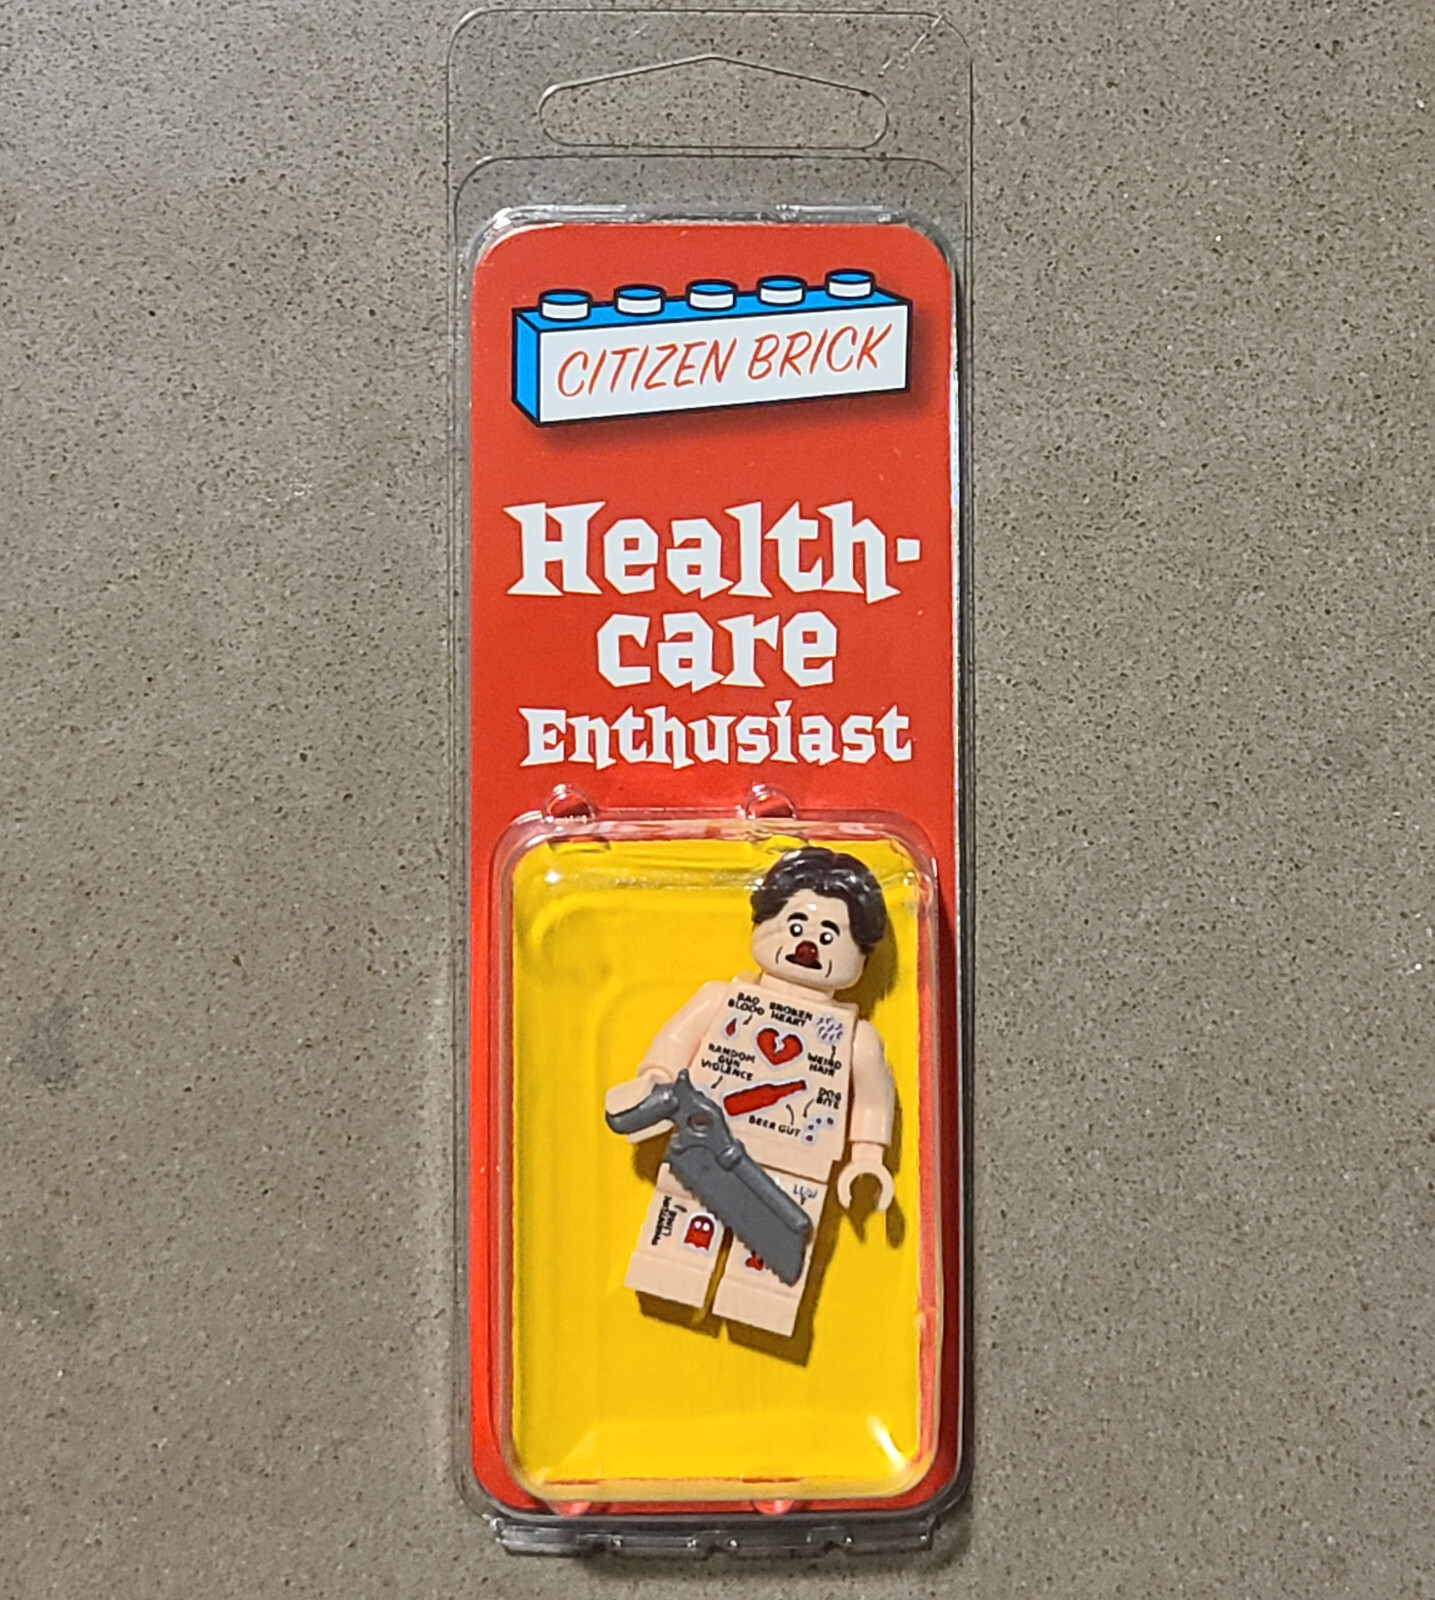 CITIZEN BRICK
Health-
care
Enthusiast
BAD
BLOOD
BROKEN
HEART
RANDOM
GUN
VIOLENCE
WEIRD
HAIR
DOG
BITE
BEER GUT